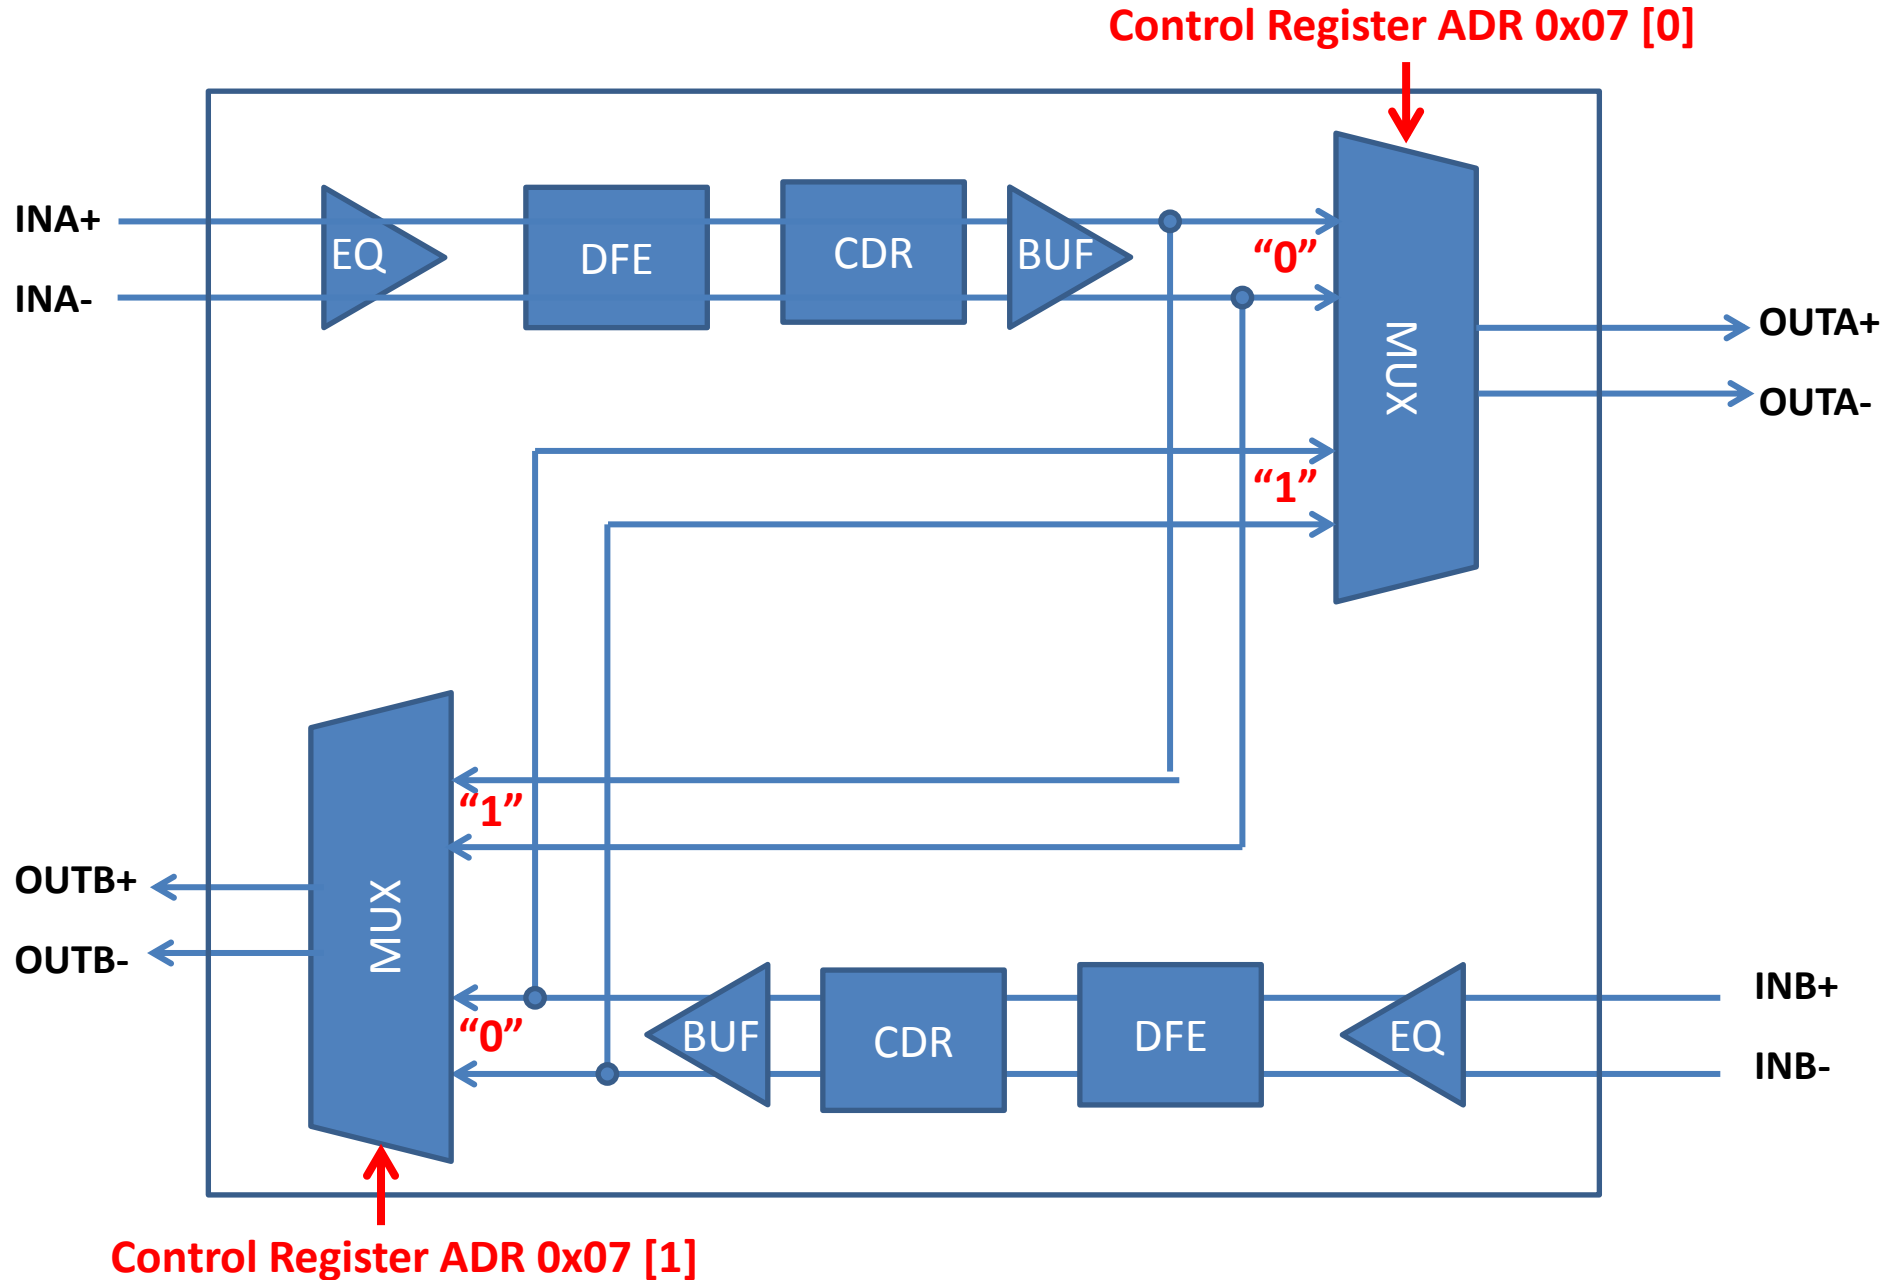 Control Register ADR 0x07 [0]
INA+
EQ
DFE
CDR
BUF
“0”
INA-
MUX
OUTA+
OUTA-
“1”
“1”
OUTB+
MUX
OUTB-
“0”
BUF
CDR
DFE
EQ
INB+
INB-
Control Register ADR 0x07 [1]